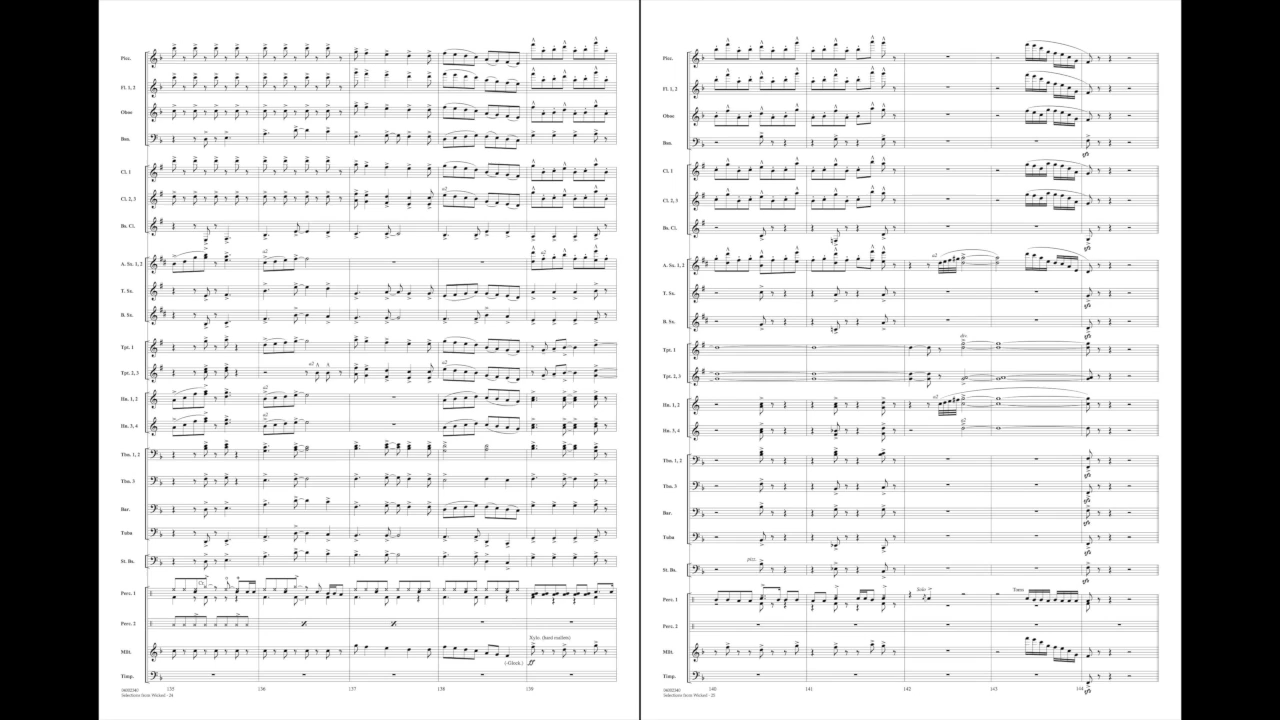 Picc.
Fl. 1, 2
Oboe
Bsn.
Cl. 1
Cl. 2, 3
Bs. Cl.
a2
A. Sx. 1, 2
a2
a2
T. Sx.
B. Sx.
Tpt. 1
a2
Tpt. 2, 3
a2
Hn. 1, 2
a2
Hn. 3, 4
Tbn. 1, 2
Tbn. 3
Bar.
Tuba
St. Bs.
Perc. 1
Perc. 2
Xylo. (hard mallets)
Mlt.
(-Glock.)
ff
Timp.
135 136 137 138 139
Selections from Wicked - 24
Picc.
Fl. 1, 2
Oboe
Bsn.
Cl. 1
Cl. 2, 3
Bs. Cl.
a2
A. Sx. 1, 2
T. Sx.
B. Sx.
div.
Tpt. 1
Tpt. 2, 3
a2
Hn. 1, 2
Hn. 3, 4
Tbn. 1, 2
Tbn. 3
Bar.
Tuba
pizz.
St. Bs.
Toms
Perc. 1
Perc. 2
Mlt.
Timp.
140 141 142 143 144
Selections from Wicked - 25